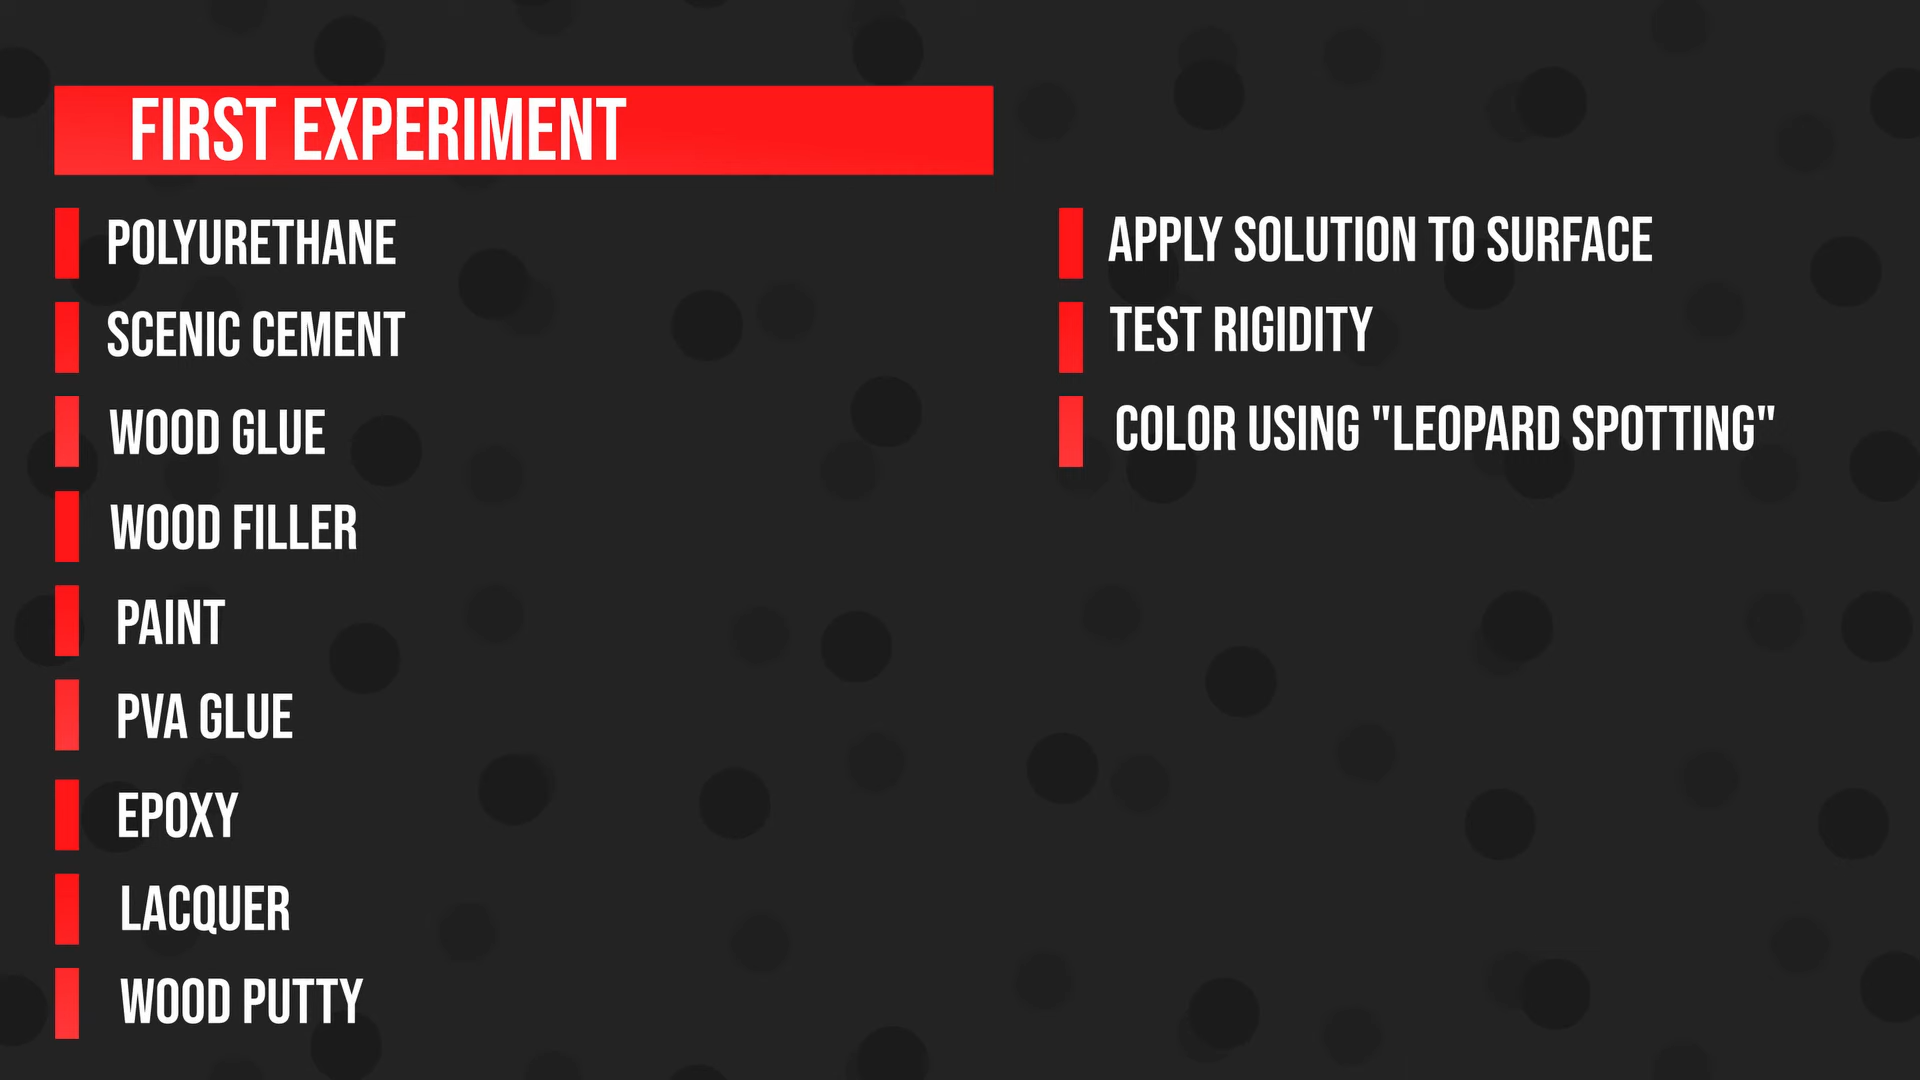 FIRST EXPERIMENT
POLYURETHANE
SCENIC CEMENT
WOOD GLUE
WOOD FILLER
PAINT
PVA GLUE
EPOXY
LACQUER
WOOD PUTTY
APPLY SOLUTION TO SURFACE
TEST RIGIDITY
COLOR USING "LEOPARD SPOTTING"